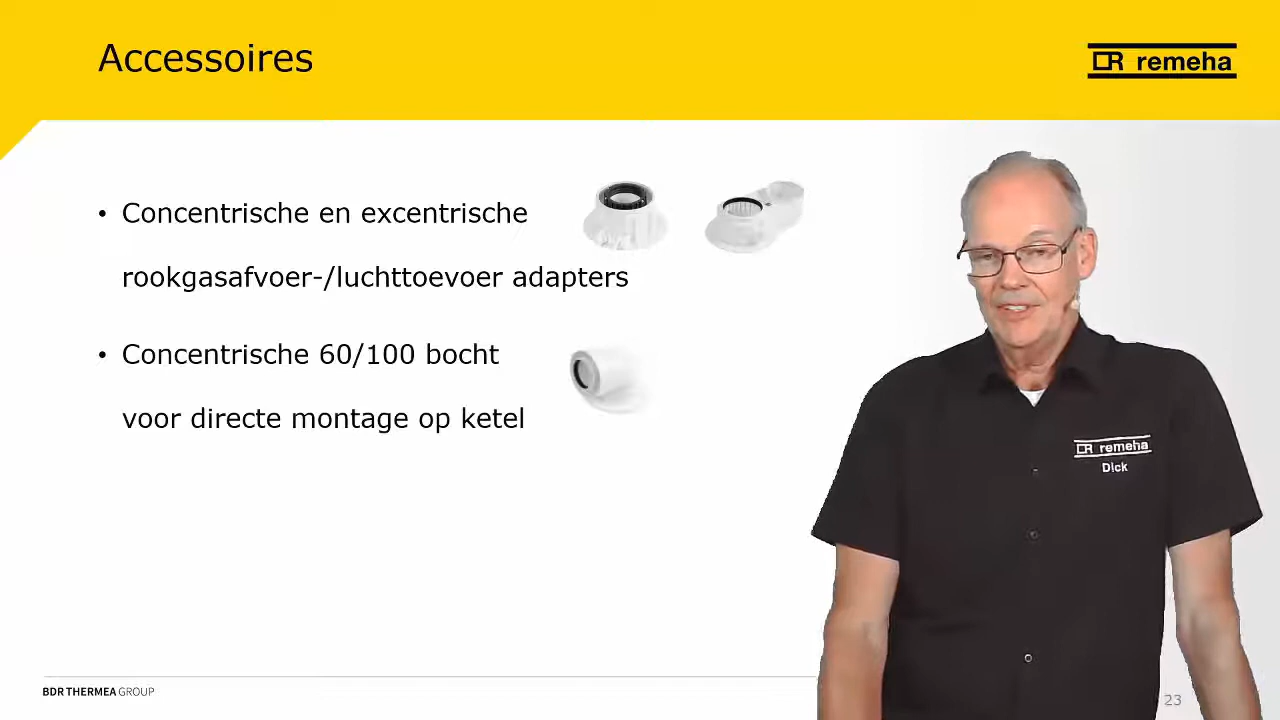 Accessoires
remeha
• Concentrische en excentrische
rookgasafvoer-/luchttoevoer adapters
• Concentrische 60/100 bocht
voor directe montage op ketel
remeha
Dick
BDR THERMEA GROUP
23